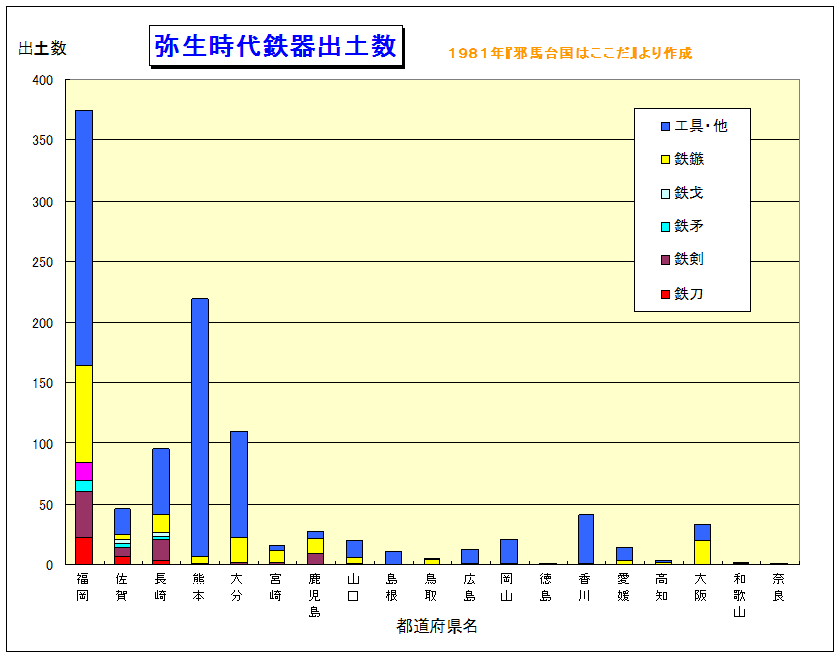 弥生時代鉄器出土数
出土数
1981年『邪馬台国はここだ』より作成
400
350
300
250
200
150
100
50
0
工具・他
鉄鏃
鉄戈
鉄矛
鉄剣
鉄刀
福岡
佐賀
長崎
熊本
大分
宮崎
鹿児島
山口
島根
鳥取
広島
岡山
徳島
香川
愛媛
高知
大阪
和歌山
奈良
都道府県名